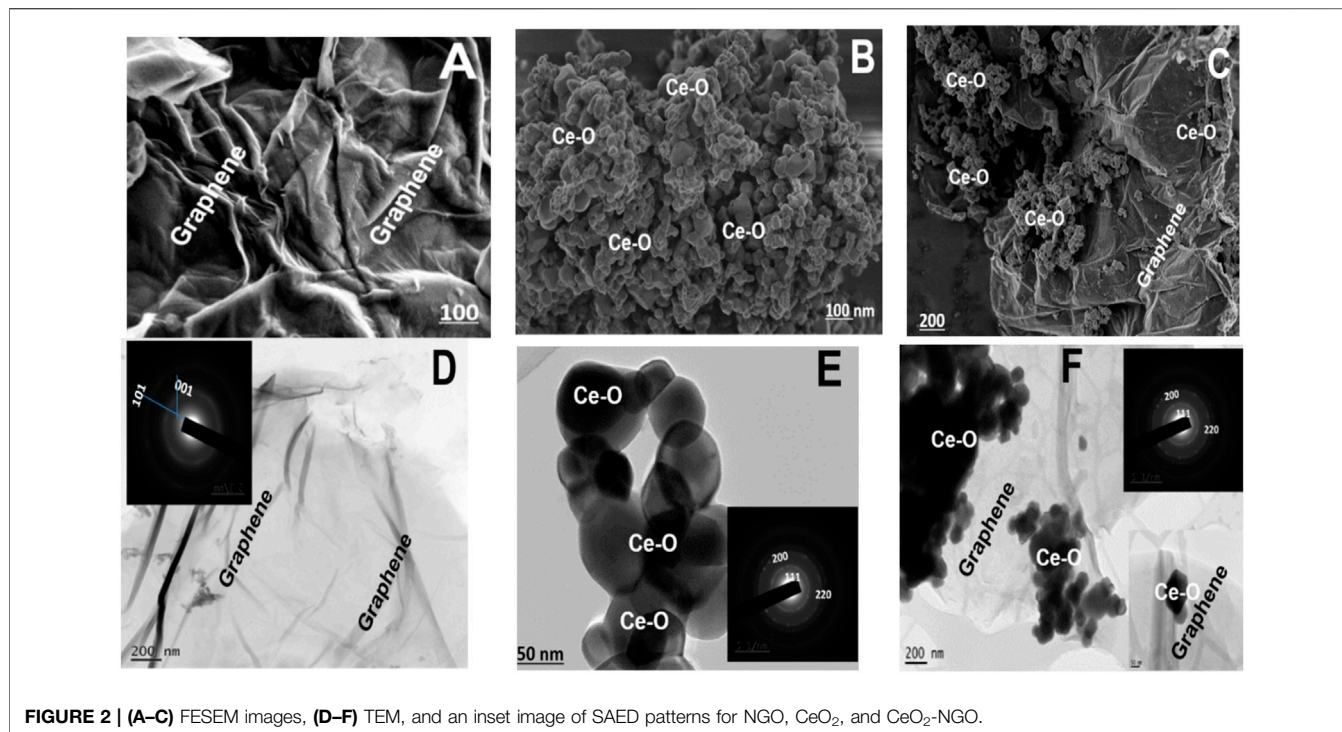 A
Graphene
Graphene
100
B
Ce-O
Ce-O
Ce-O
Ce-O
100 nm
C
Ce-O
Ce-O
Ce-O
Ce-O
Graphene
200
D
101
001
Graphene
Graphene
200 nm
E
Ce-O
Ce-O
Ce-O
200
111
220
50 nm
F
Ce-O
Graphene
Ce-O
200
111
220
Ce-O
Graphene
200 nm
FIGURE 2 | (A–C) FESEM images, (D–F) TEM, and an inset image of SAED patterns for NGO, CeO₂, and CeO₂-NGO.